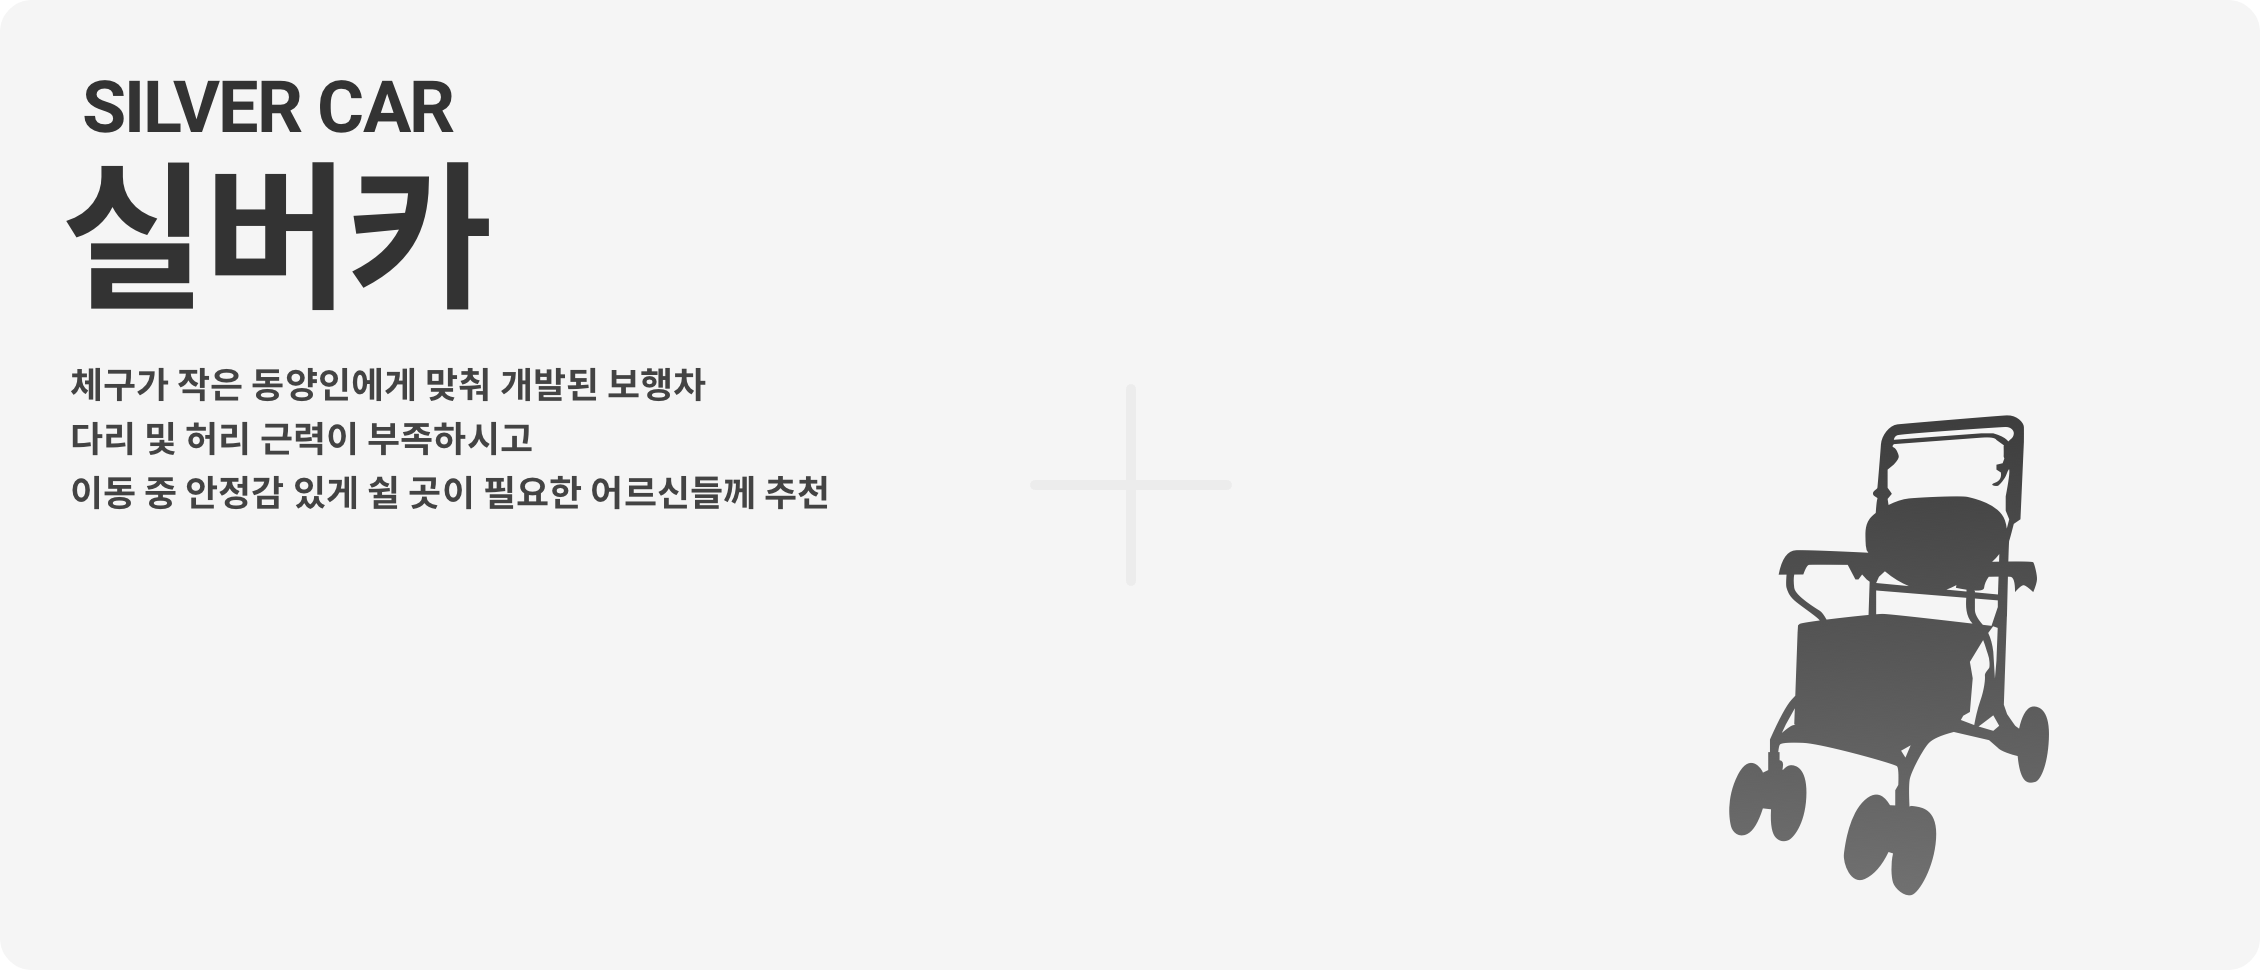 SILVER CAR
실버카
체구가 작은 동양인에게 맞춰 개발된 보행차
다리 및 허리 근력이 부족하시고
이동 중 안정감 있게 쉴 곳이 필요한 어르신들께 추천